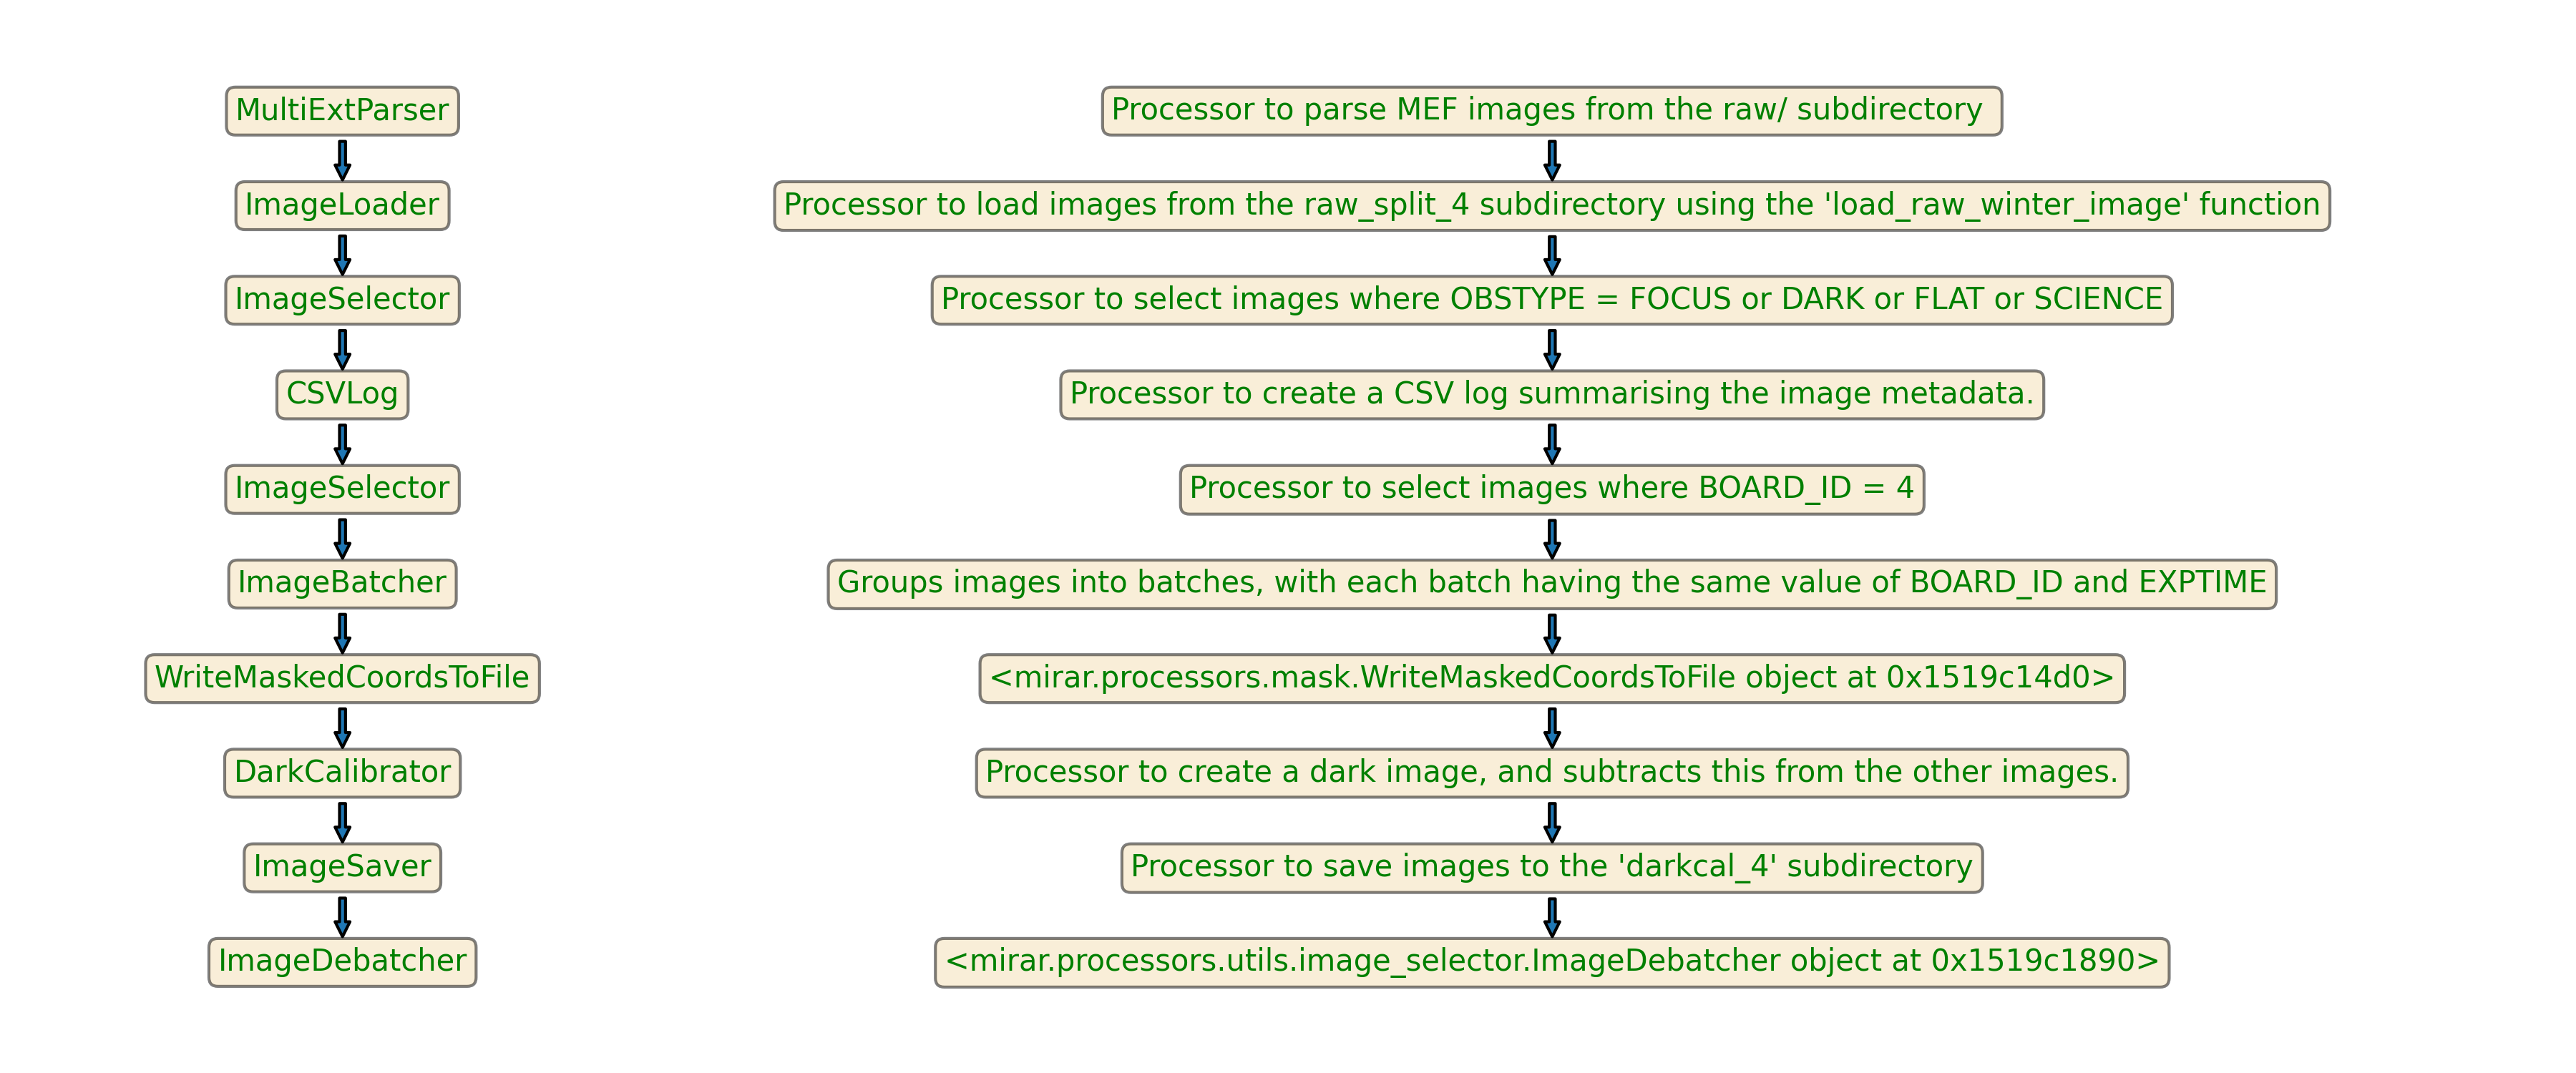 MultiExtParser
Processor to parse MEF images from the raw/ subdirectory
ImageLoader
Processor to load images from the raw_split_4 subdirectory using the 'load_raw_winter_image' function
ImageSelector
Processor to select images where OBSTYPE = FOCUS or DARK or FLAT or SCIENCE
CSVLog
Processor to create a CSV log summarising the image metadata.
ImageSelector
Processor to select images where BOARD_ID = 4
ImageBatcher
Groups images into batches, with each batch having the same value of BOARD_ID and EXPTIME
WriteMaskedCoordsToFile
<mirar.processors.mask.WriteMaskedCoordsToFile object at 0x1519c14d0>
DarkCalibrator
Processor to create a dark image, and subtracts this from the other images.
ImageSaver
Processor to save images to the 'darkcal_4' subdirectory
ImageDebatcher
<mirar.processors.utils.image_selector.ImageDebatcher object at 0x1519c1890>